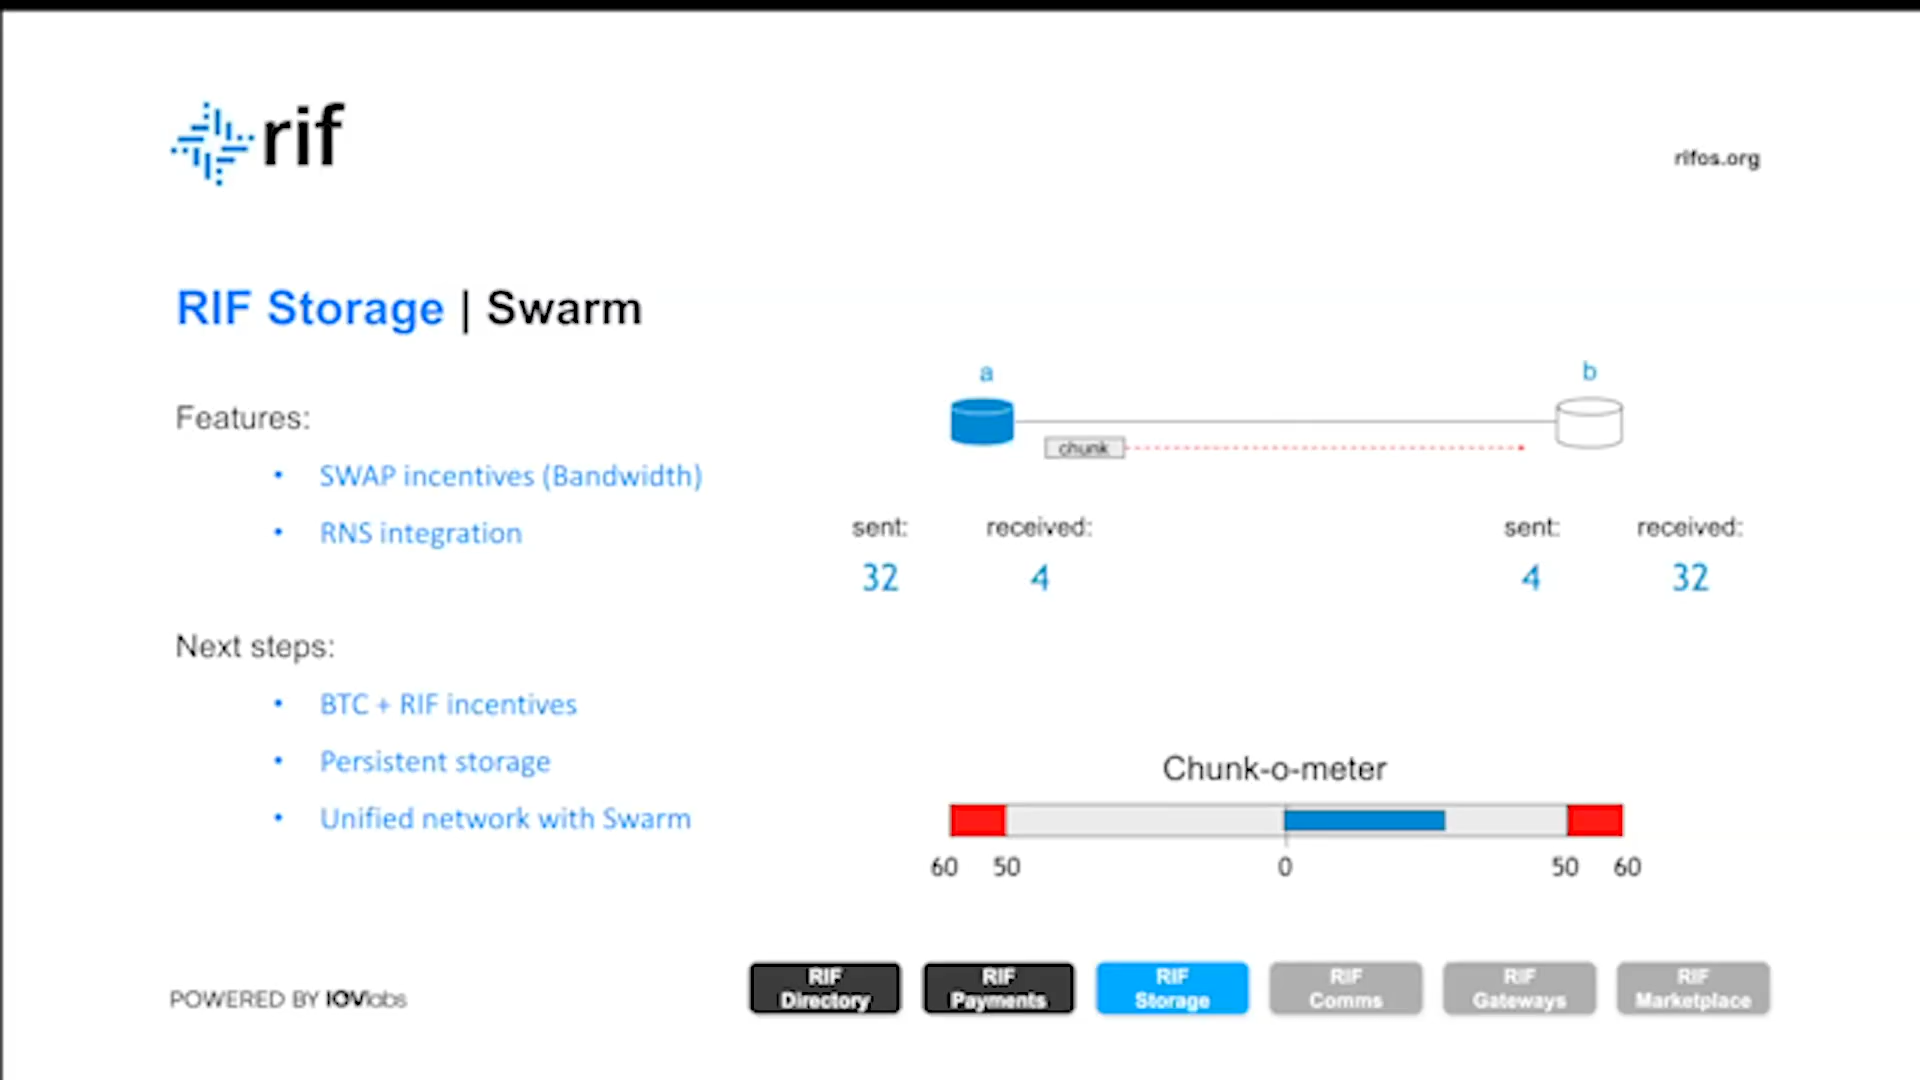 rif
rifos.org
RIF Storage | Swarm
Features:
• SWAP incentives (Bandwidth)
• RNS integration
Next steps:
• BTC + RIF incentives
• Persistent storage
• Unified network with Swarm
a
b
chunk
sent: received:
32 4
sent: received:
4 32
Chunk-o-meter
60 50 0 50 60
POWERED BY IOVlabs
RIF
Directory
RIF
Payments
RIF
Storage
RIF
Comms
RIF
Gateways
RIF
Marketplace